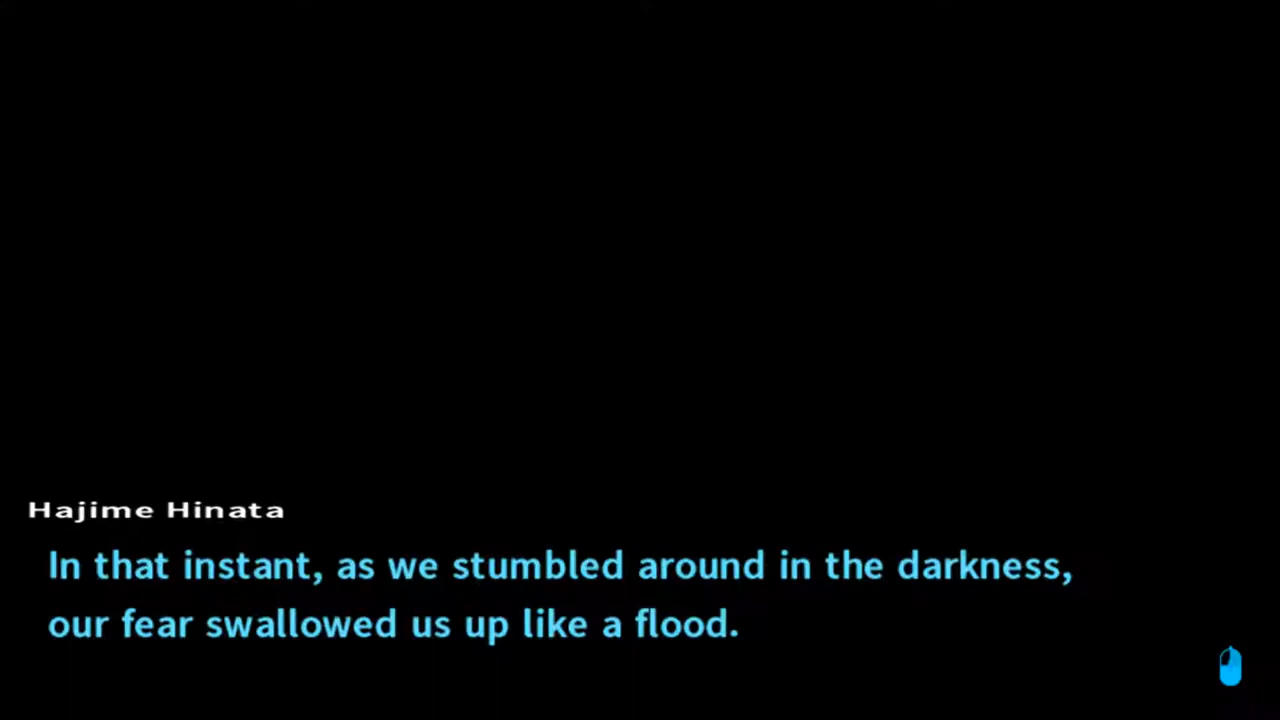 Hajime Hinata
In that instant, as we stumbled around in the darkness,
our fear swallowed us up like a flood.